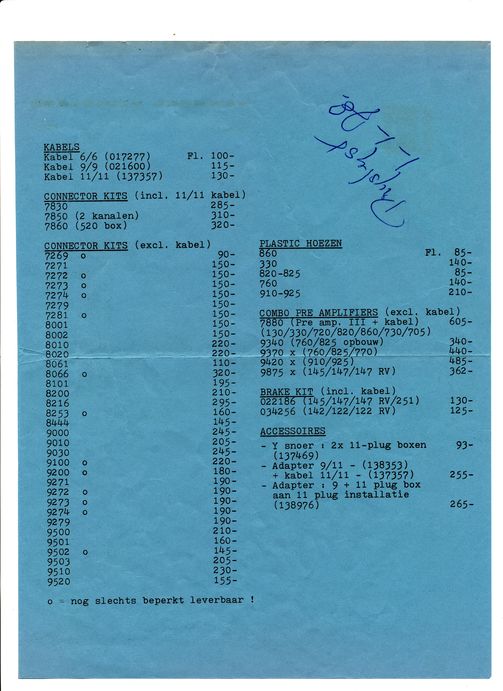 Prijslijst
1-1-78.
KABELS
Kabel 6/6 (017277) Fl. 100-
Kabel 9/9 (021600) 115-
Kabel 11/11 (137357) 130-
CONNECTOR KITS (incl. 11/11 kabel)
7830 285-
7850 (2 kanalen) 310-
7860 (520 box) 320-
CONNECTOR KITS (excl. kabel)
7269 o 90-
7271 150-
7272 o 150-
7273 o 150-
7274 o 150-
7279 150-
7281 o 150-
8001 150-
8002 150-
8010 220-
8020 220-
8061 110-
8066 o 320-
8101 195-
8200 210-
8216 295-
8253 o 160-
8444 145-
9000 245-
9010 205-
9030 245-
9100 o 220-
9200 o 180-
9271 190-
9272 o 190-
9273 o 190-
9274 o 190-
9279 190-
9500 210-
9501 160-
9502 o 145-
9503 205-
9510 230-
9520 155-
o = nog slechts beperkt leverbaar !
PLASTIC HOEZEN
860 Fl. 85-
330 140-
820-825 85-
760 140-
910-925 210-
COMBO PRE AMPLIFIERS (excl. kabel)
7880 (Pre amp. III + kabel) 605-
(130/330/720/820/860/730/705)
9340 (760/825 opbouw) 340-
9370 x (760/825/770) 440-
9420 x (910/925) 485-
9875 x (145/147/147 RV) 362-
BRAKE KIT (incl. kabel)
022186 (145/147/147 RV/251) 130-
034256 (142/122/122 RV) 125-
ACCESSOIRES
- Y snoer : 2x 11-plug boxen 93-
(137469)
- Adapter 9/11 - (138353)
+ kabel 11/11 - (137357) 255-
- Adapter : 9 + 11 plug box
aan 11 plug installatie
(138976) 265-